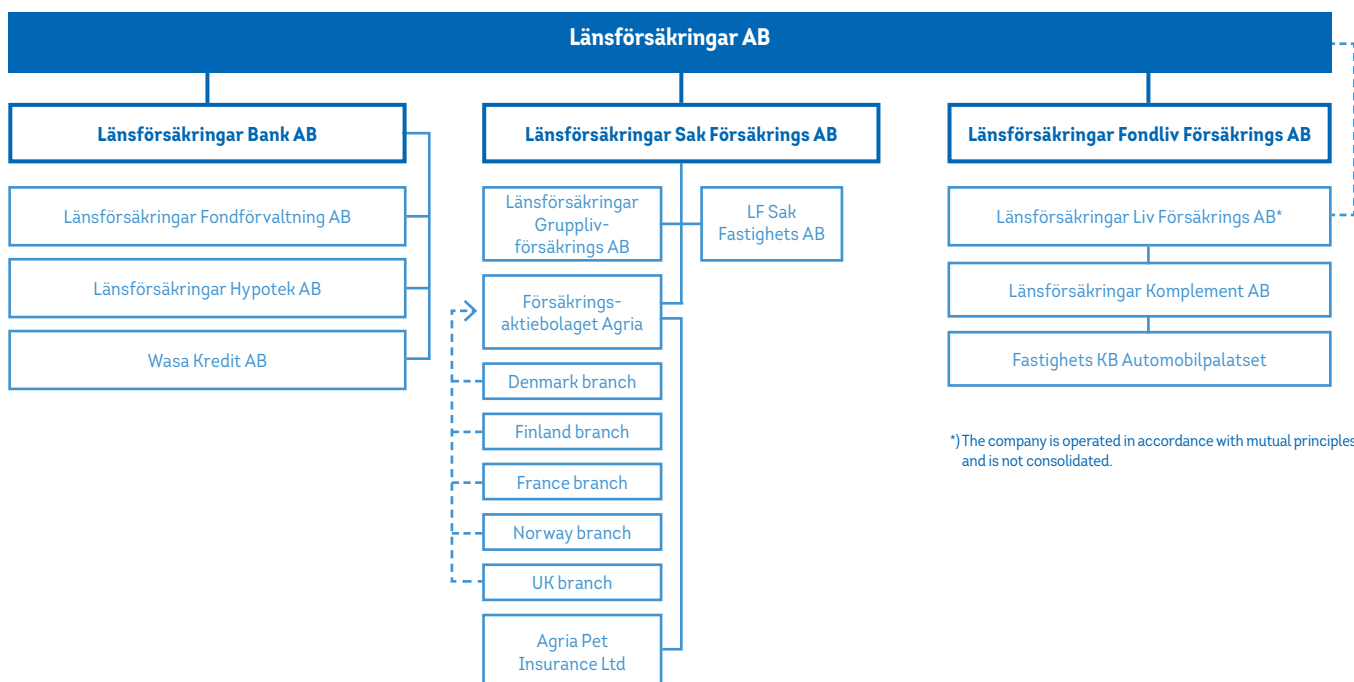 Länsförsäkringar AB
Länsförsäkringar Bank AB
Länsförsäkringar Fondförvaltning AB
Länsförsäkringar Hypotek AB
Wasa Kredit AB
Länsförsäkringar Sak Försäkrings AB
Länsförsäkringar
Grupplív-
försäkrings AB
LF Sak
Fastighets AB
Försäkrings-
aktiebolaget Agria
Denmark branch
Finland branch
France branch
Norway branch
UK branch
Agria Pet
Insurance Ltd
Länsförsäkringar Fondliv Försäkrings AB
Länsförsäkringar Liv Försäkrings AB*
Länsförsäkringar Komplement AB
Fastighets KB Automobilpalatset
*) The company is operated in accordance with mutual principles
and is not consolidated.